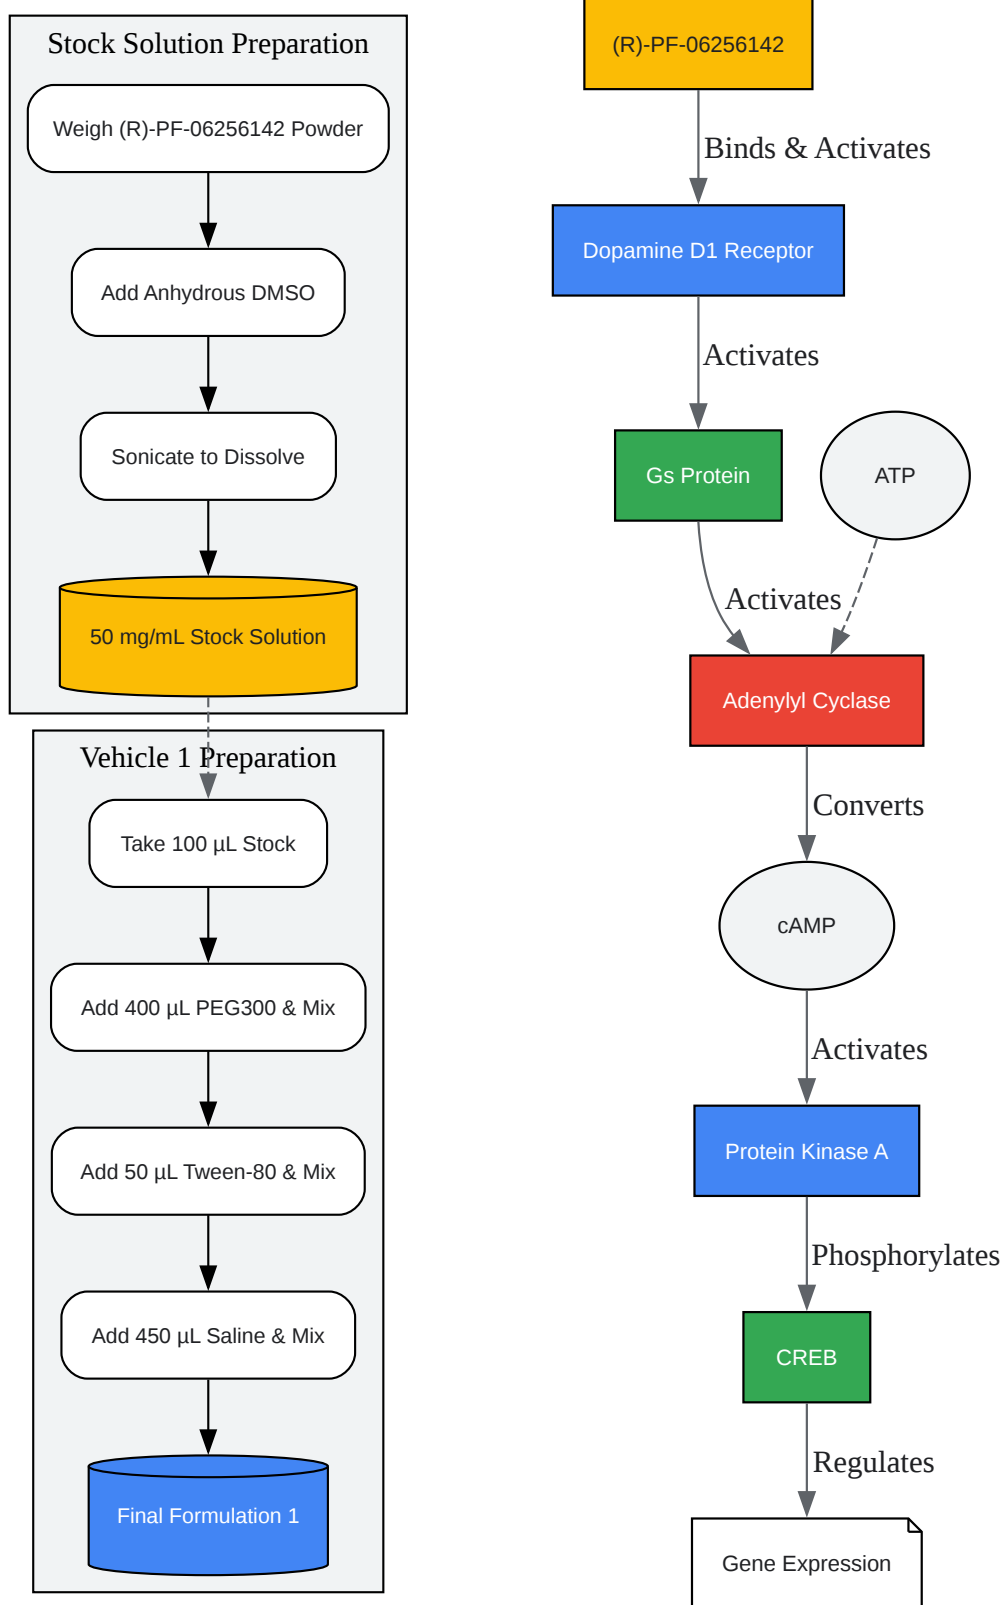 Stock Solution Preparation
Weigh (R)-PF-06256142 Powder
Add Anhydrous DMSO
Sonicate to Dissolve
50 mg/mL Stock Solution
Vehicle 1 Preparation
Take 100 µL Stock
Add 400 µL PEG300 & Mix
Add 50 µL Tween-80 & Mix
Add 450 µL Saline & Mix
Final Formulation 1
(R)-PF-06256142
Binds & Activates
Dopamine D1 Receptor
Activates
Gs Protein
ATP
Activates
Adenylyl Cyclase
Converts
cAMP
Activates
Protein Kinase A
Phosphorylates
CREB
Regulates
Gene Expression